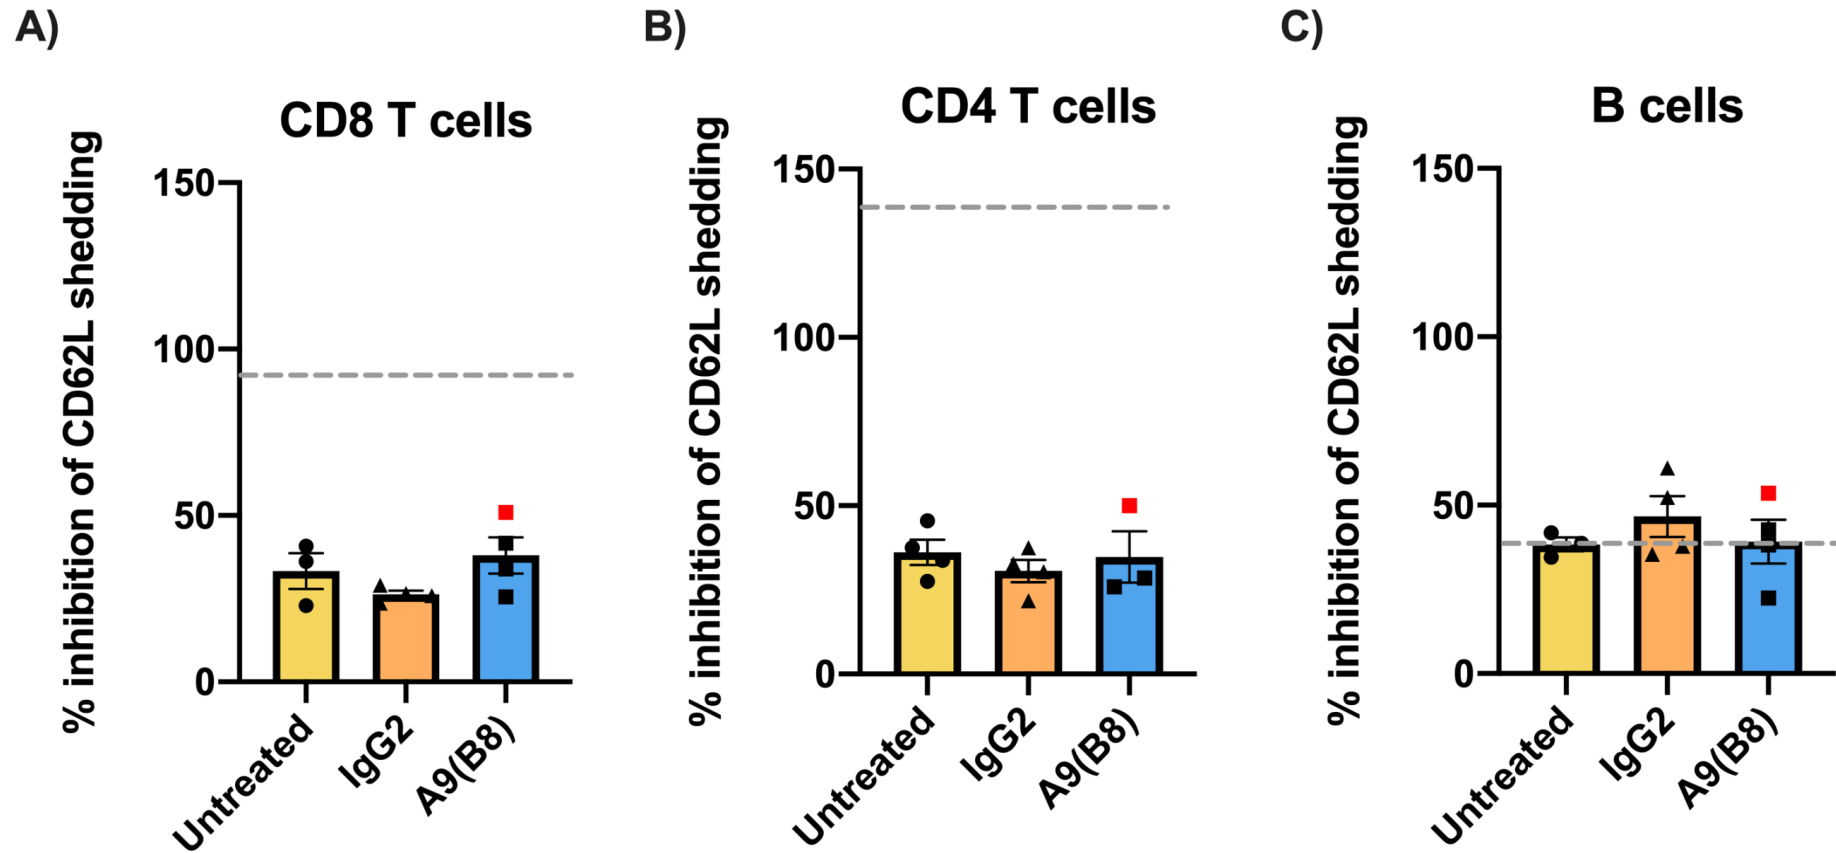 A)
CD8 T cells
% inhibition of CD62L shedding
150
100
50
0
Untreated
IgG2
A9(B8)
B)
CD4 T cells
% inhibition of CD62L shedding
150
100
50
0
Untreated
IgG2
A9(B8)
C)
B cells
% inhibition of CD62L shedding
150
100
50
0
Untreated
IgG2
A9(B8)